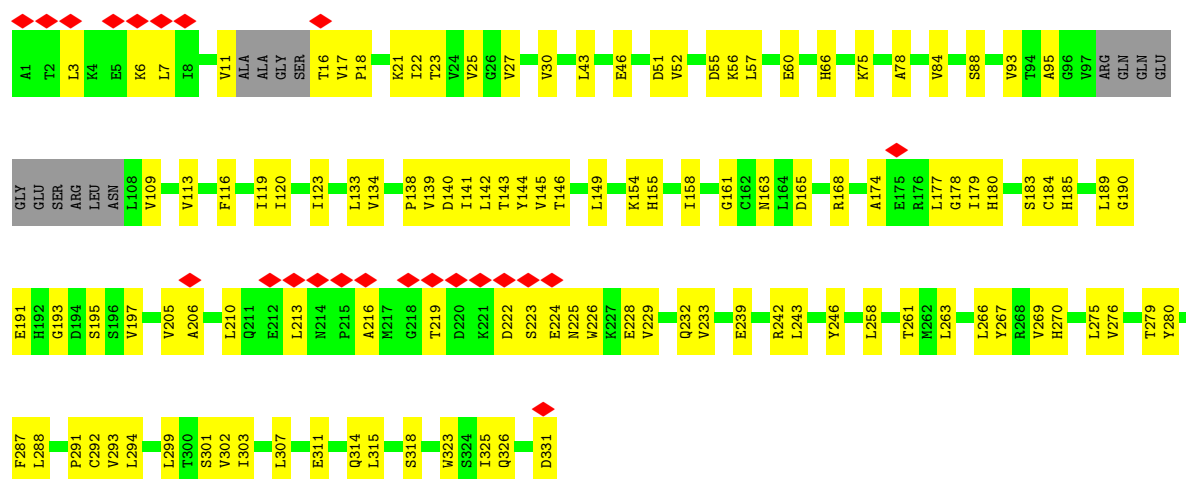 A1 T2 L3 K4 E5 K6 L7 I8 V11 ALA ALA GLY SER T16 V17 P18 K21 I22 T23 V24 V25 G26 V27 V30 L43 E46 D51 V52 D55 K56 L57 E60 H66 K75 A78 V84 S88 V93 T94 A95 G96 V97 ARG GLN GLN GLU
GLY GLU SER ARG LEU ASN L108 V109 V113 F116 I119 I120 I123 L133 V134 P138 V139 D140 I141 L142 T143 Y144 V145 T146 L149 K154 H155 I158 G161 C162 N163 L164 D165 R168 A174 E175 R176 L177 G178 I179 H180 S183 C184 H185 L189 G190
E191 H192 G193 D194 S195 S196 V197 V205 A206 L210 Q211 E212 L213 N214 P215 A216 M217 G218 T219 D220 K221 D222 S223 E224 N225 W226 K227 E228 V229 Q232 V233 E239 R242 L243 Y246 L258 T261 M262 L263 L266 Y267 R268 V269 H270 L275 V276 T279 Y280
F287 L288 P291 C292 V293 L294 L299 T300 S301 V302 I303 L307 E311 Q314 L315 S318 W323 S324 I325 Q326 D331